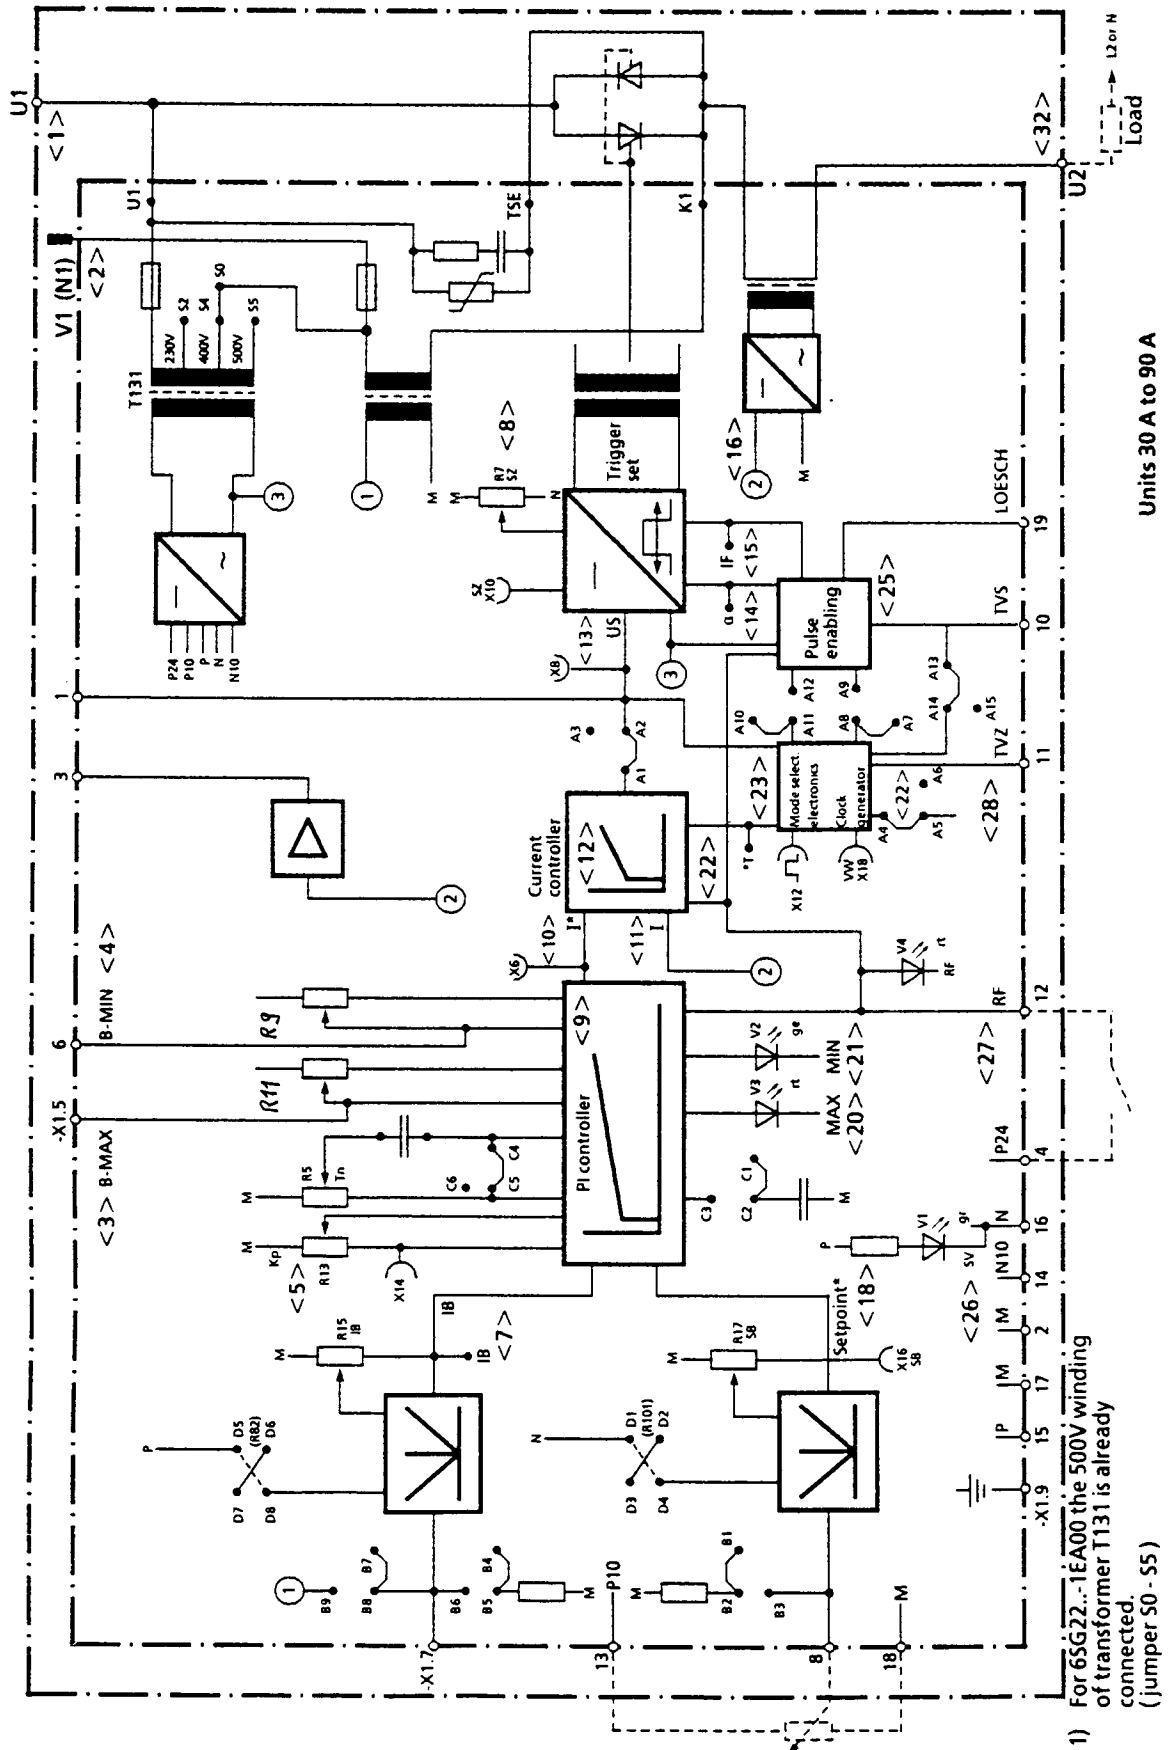 U1
<1>
V1 (N1)
<2>
U1
TSE
K1
<32>
U2
Load
L2 or N
T131
230V
S2
400V
S4
S0
500V
S5
P24
P10
P
N
N10
3
1
M
M
R7
SZ
<8>
N
SZ
X10
Trigger
set
<16>
2
M
<13>
US
X8
3
α
<14>
IF
<15>
Pulse
enabling
<25>
LOESCH
19
TVS
10
1
3
2
A3
A1
A2
A10
A11
A12
A8
A9
A7
A13
A14
A15
TVZ
11
<28>
<23>
Mode select.
electronics
Clock
generator
<22>
A4
A5
A6
X12
VW
X18
*T
Current
controller
<12>
<22>
<10>
I*
<11>
I
X6
2
V4
rt
RF
RF
12
<27>
6
B-MIN
<4>
R9
-X1.5
<3>
B-MAX
R11
PI controller
<9>
V2
ge
MIN
<21>
V3
rt
MAX
<20>
M
R5
Tn
C6
C5
C4
C3
C2
C1
M
M
Kp
R13
<5>
X14
P24
4
P
<18>
V1
gr
SV
N
16
N10
14
<26>
M
2
M
17
P
15
-X1.9
IB
<7>
IB
M
R15
IB
P
D5
(R82)
D6
D7
D8
Setpoint*
M
R17
SB
X16
SB
N
D1
(R101)
D2
D3
D4
1
B9
B8
B7
B6
B5
B4
M
P10
M
B2
B1
B3
M
-X1.7
13
8
18
Units 30 A to 90 A
1) For 6SG22..-1EA00 the 500V winding
of transformer T131 is already
connected.
(jumper S0 - S5)